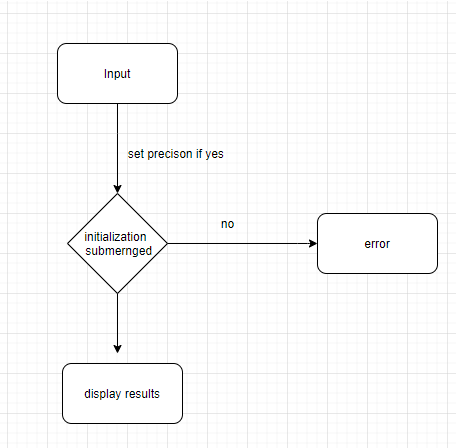 Input
set precison if yes
no
initialization
submernged
error
display results